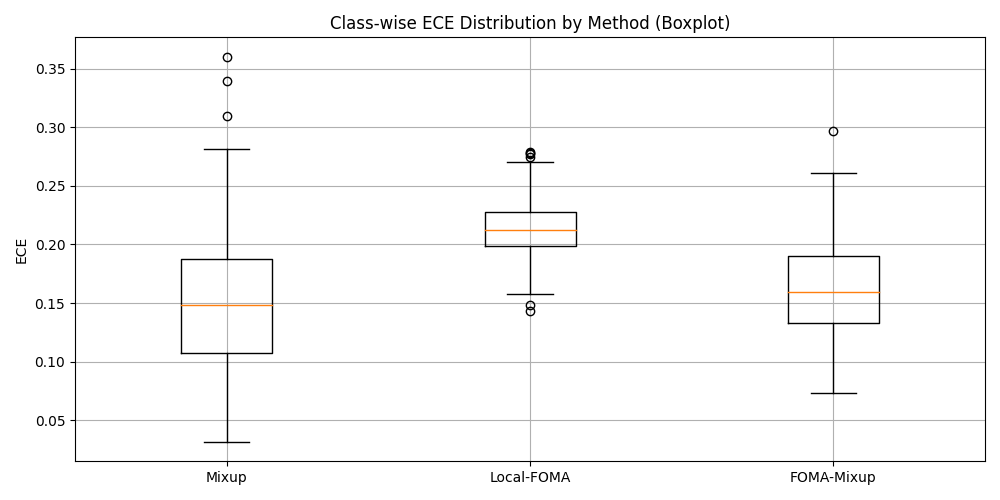 Class-wise ECE Distribution by Method (Boxplot)
ECE
0.35
0.30
0.25
0.20
0.15
0.10
0.05
Mixup
Local-FOMA
FOMA-Mixup